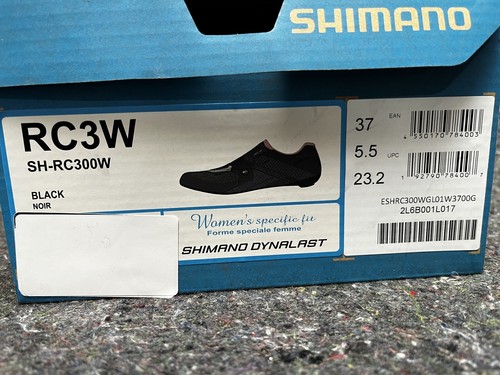 SHIMANO
RC3W
SH-RC300W
BLACK
NOIR
Women's specific fit
Forme speciale femme
SHIMANO DYNALAST
37
EAN
4 550170 784003
5.5
UPC
1 92790 78400 7
23.2
ESHRC300WGL01W3700G
2L6B001L017